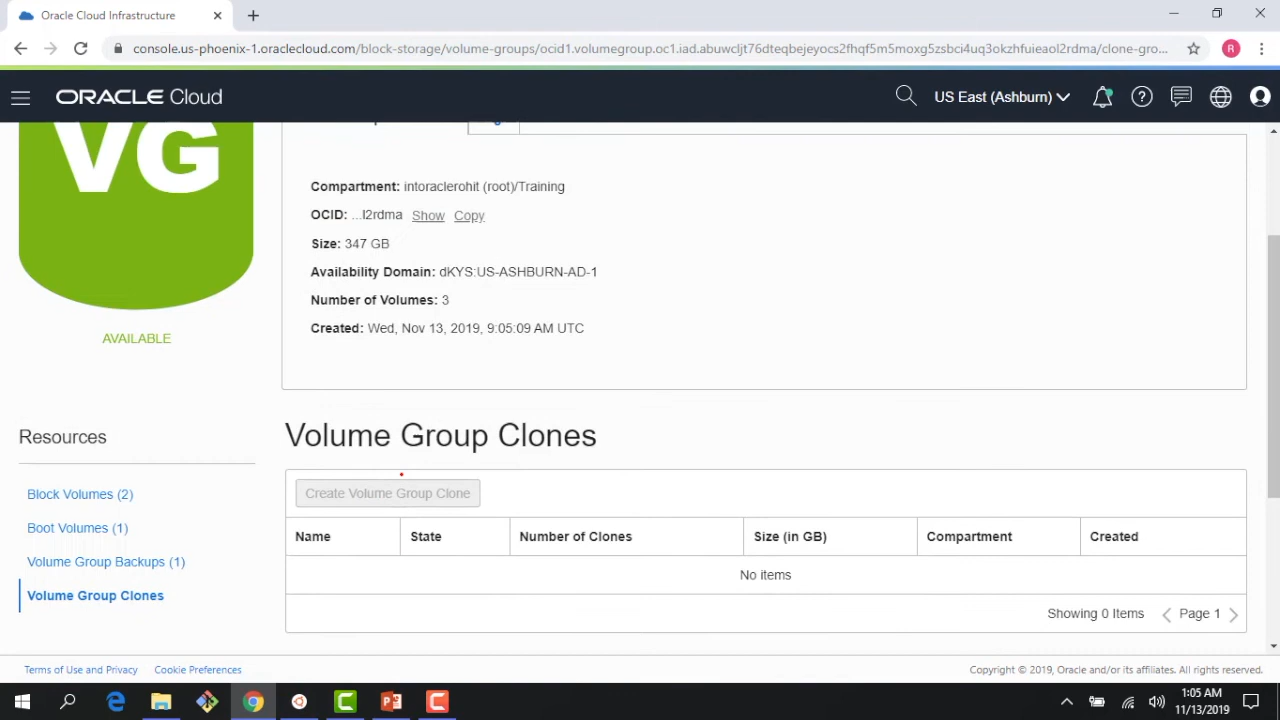 Oracle Cloud Infrastructure
console.us-phoenix-1.oraclecloud.com/block-storage/volume-groups/ocid1.volumegroup.oc1.iad.abuwcljt76dteqbejeyocs2fhqf5m5moxg5zsbci4uq3okzhfuieaol2rdma/clone-gro...
R
ORACLE Cloud
US East (Ashburn)
VG
AVAILABLE
Compartment: intoraclerohit (root)/Training
OCID: ...l2rdma Show Copy
Size: 347 GB
Availability Domain: dKYS:US-ASHBURN-AD-1
Number of Volumes: 3
Created: Wed, Nov 13, 2019, 9:05:09 AM UTC
Resources
Block Volumes (2)
Boot Volumes (1)
Volume Group Backups (1)
Volume Group Clones
Volume Group Clones
Create Volume Group Clone
Name State Number of Clones Size (in GB) Compartment Created
No items
Showing 0 Items Page 1
Terms of Use and Privacy Cookie Preferences Copyright © 2019, Oracle and/or its affiliates. All rights reserved.
1:05 AM
11/13/2019